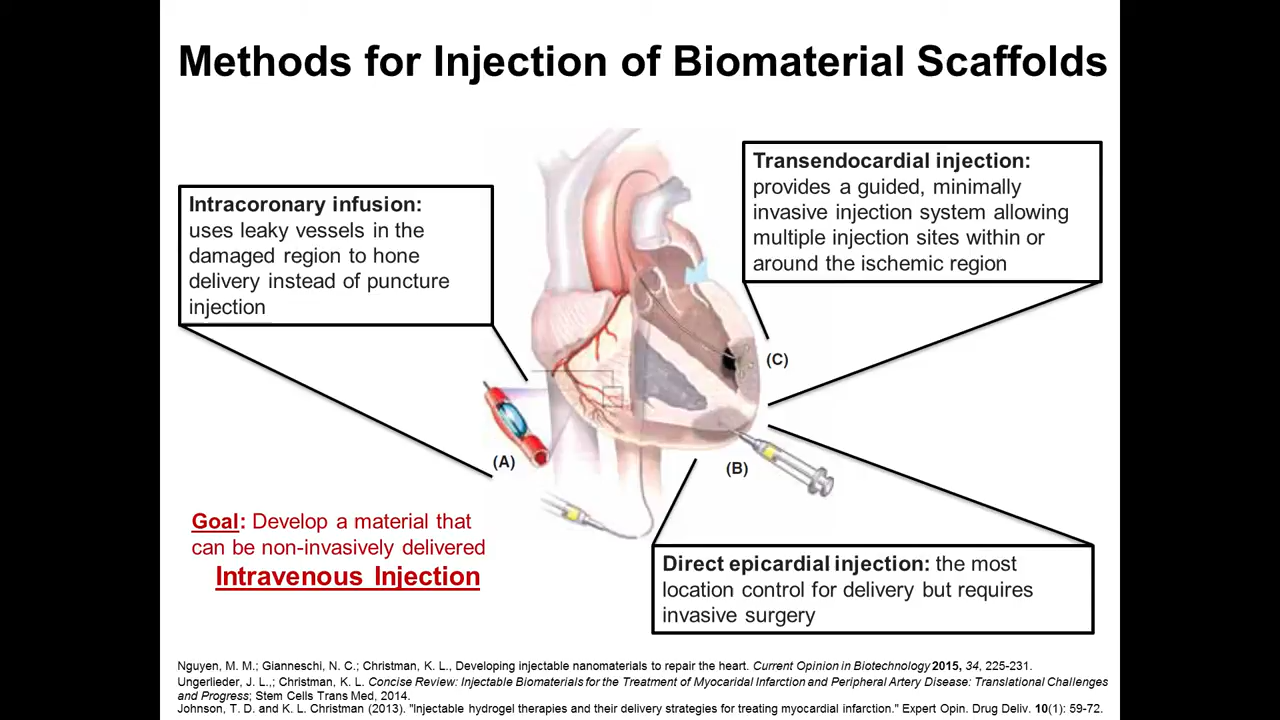 Methods for Injection of Biomaterial Scaffolds
Transendocardial injection:
provides a guided, minimally
invasive injection system allowing
multiple injection sites within or
around the ischemic region
Intracoronary infusion:
uses leaky vessels in the
damaged region to hone
delivery instead of puncture
injection
(C)
(A)
(B)
Goal: Develop a material that
can be non-invasively delivered
Intravenous Injection
Direct epicardial injection: the most
location control for delivery but requires
invasive surgery
Nguyen, M. M.; Gianneschi, N. C.; Christman, K. L., Developing injectable nanomaterials to repair the heart. Current Opinion in Biotechnology 2015, 34, 225-231.
Ungerlieder, J. L.,; Christman, K. L. Concise Review: Injectable Biomaterials for the Treatment of Myocaridal Infarction and Peripheral Artery Disease: Translational Challenges
and Progress; Stem Cells Trans Med, 2014.
Johnson, T. D. and K. L. Christman (2013). "Injectable hydrogel therapies and their delivery strategies for treating myocardial infarction." Expert Opin. Drug Deliv. 10(1): 59-72.